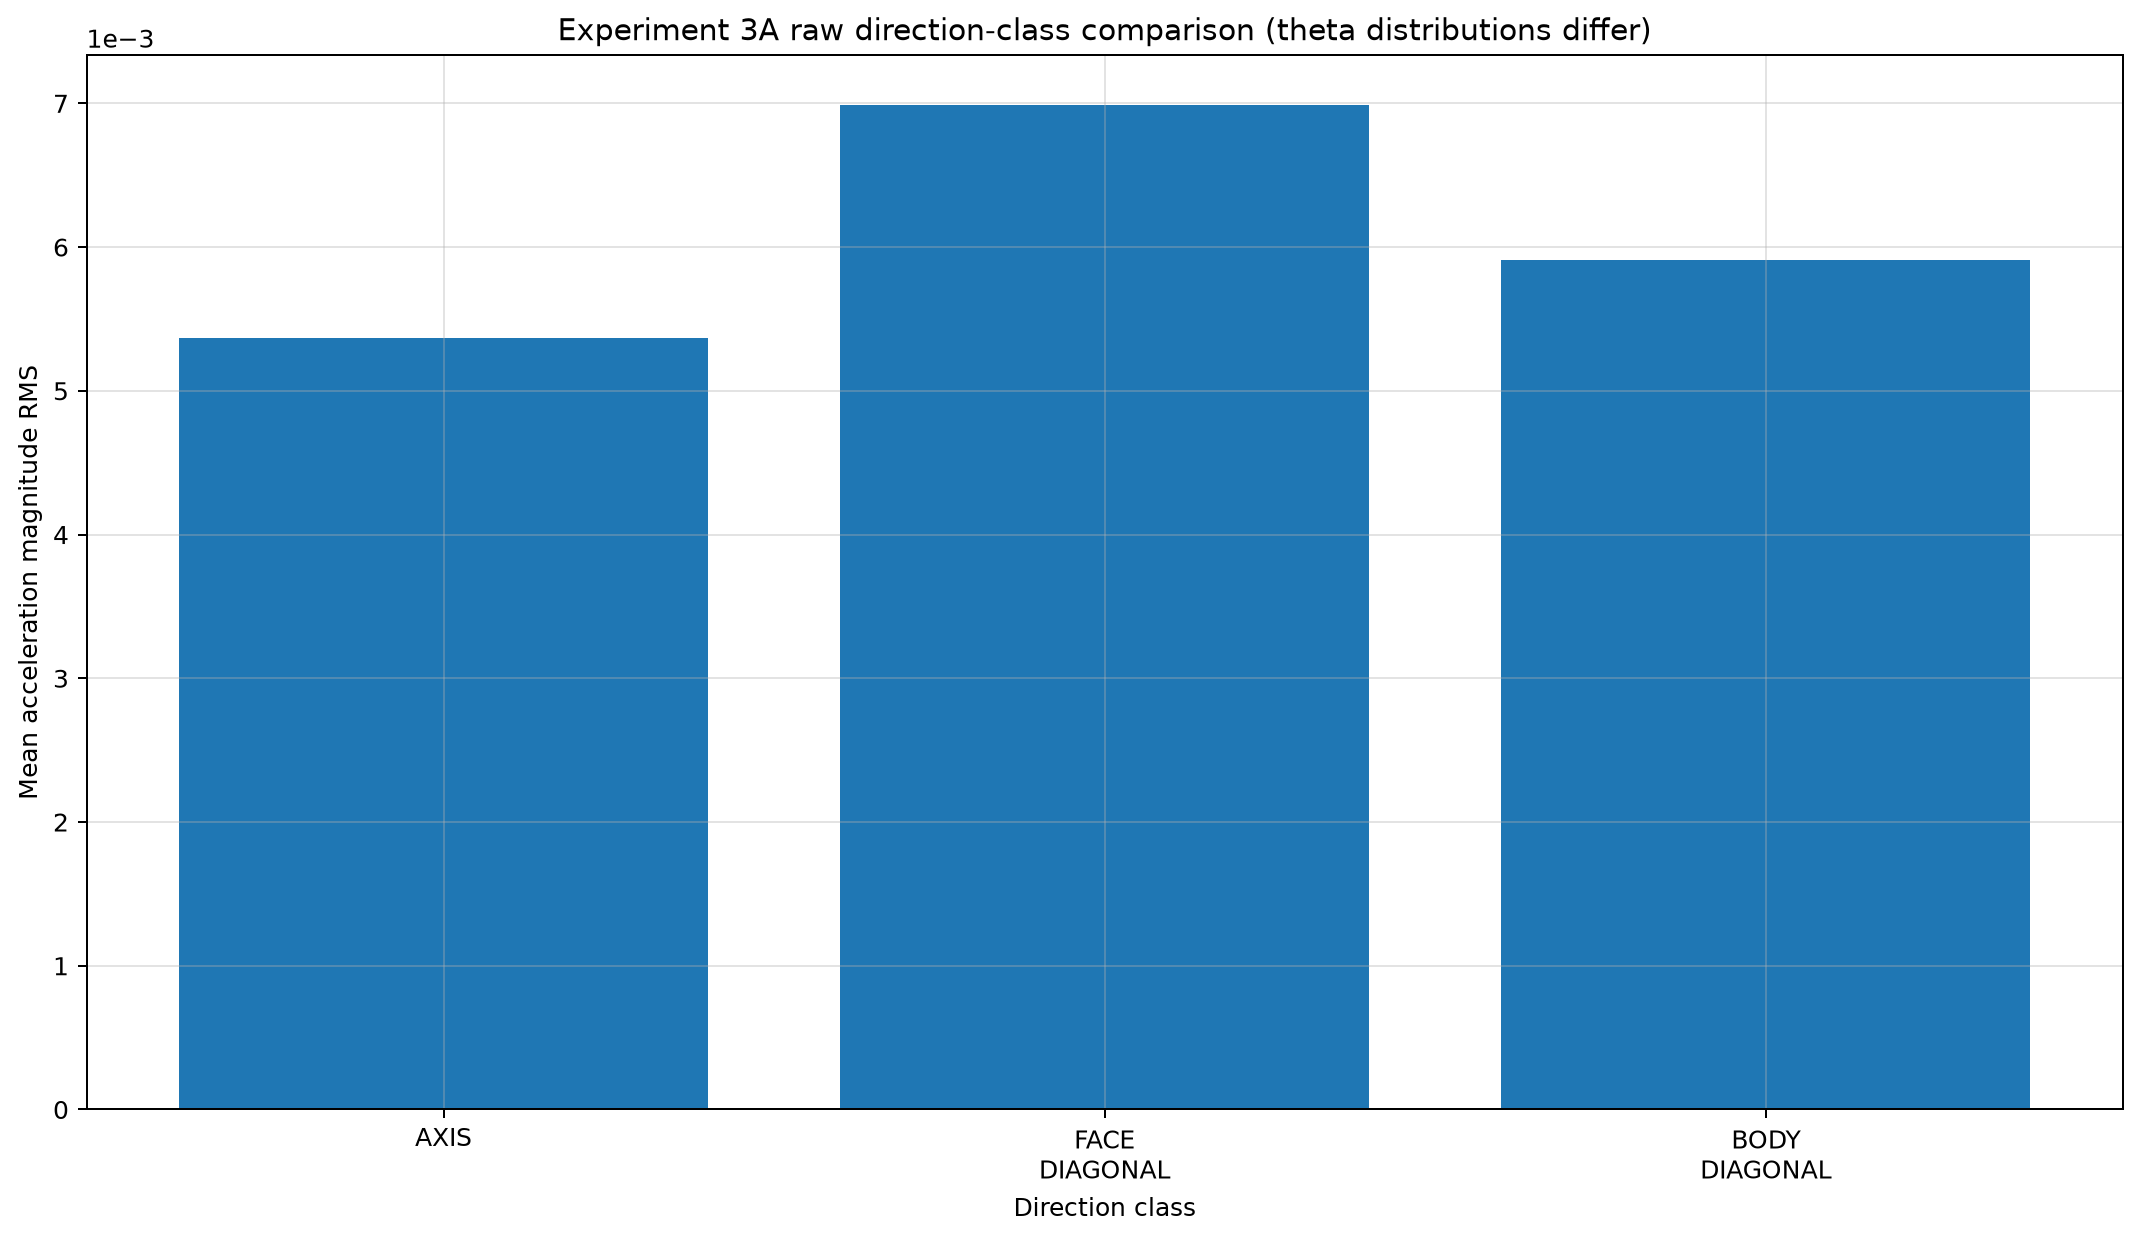 Experiment 3A raw direction-class comparison (theta distributions differ)
1e−3
7
6
5
4
3
2
1
0
Mean acceleration magnitude RMS
AXIS
FACE
DIAGONAL
BODY
DIAGONAL
Direction class